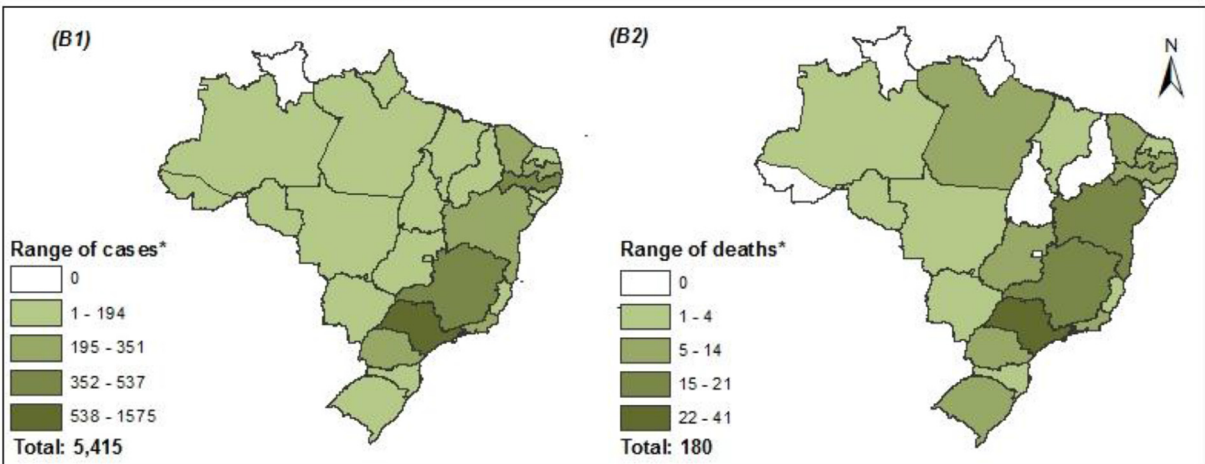 (B1)
Range of cases*
0
1 - 194
195 - 351
352 - 537
538 - 1575
Total: 5,415
(B2)
N
Range of deaths*
0
1 - 4
5 - 14
15 - 21
22 - 41
Total: 180